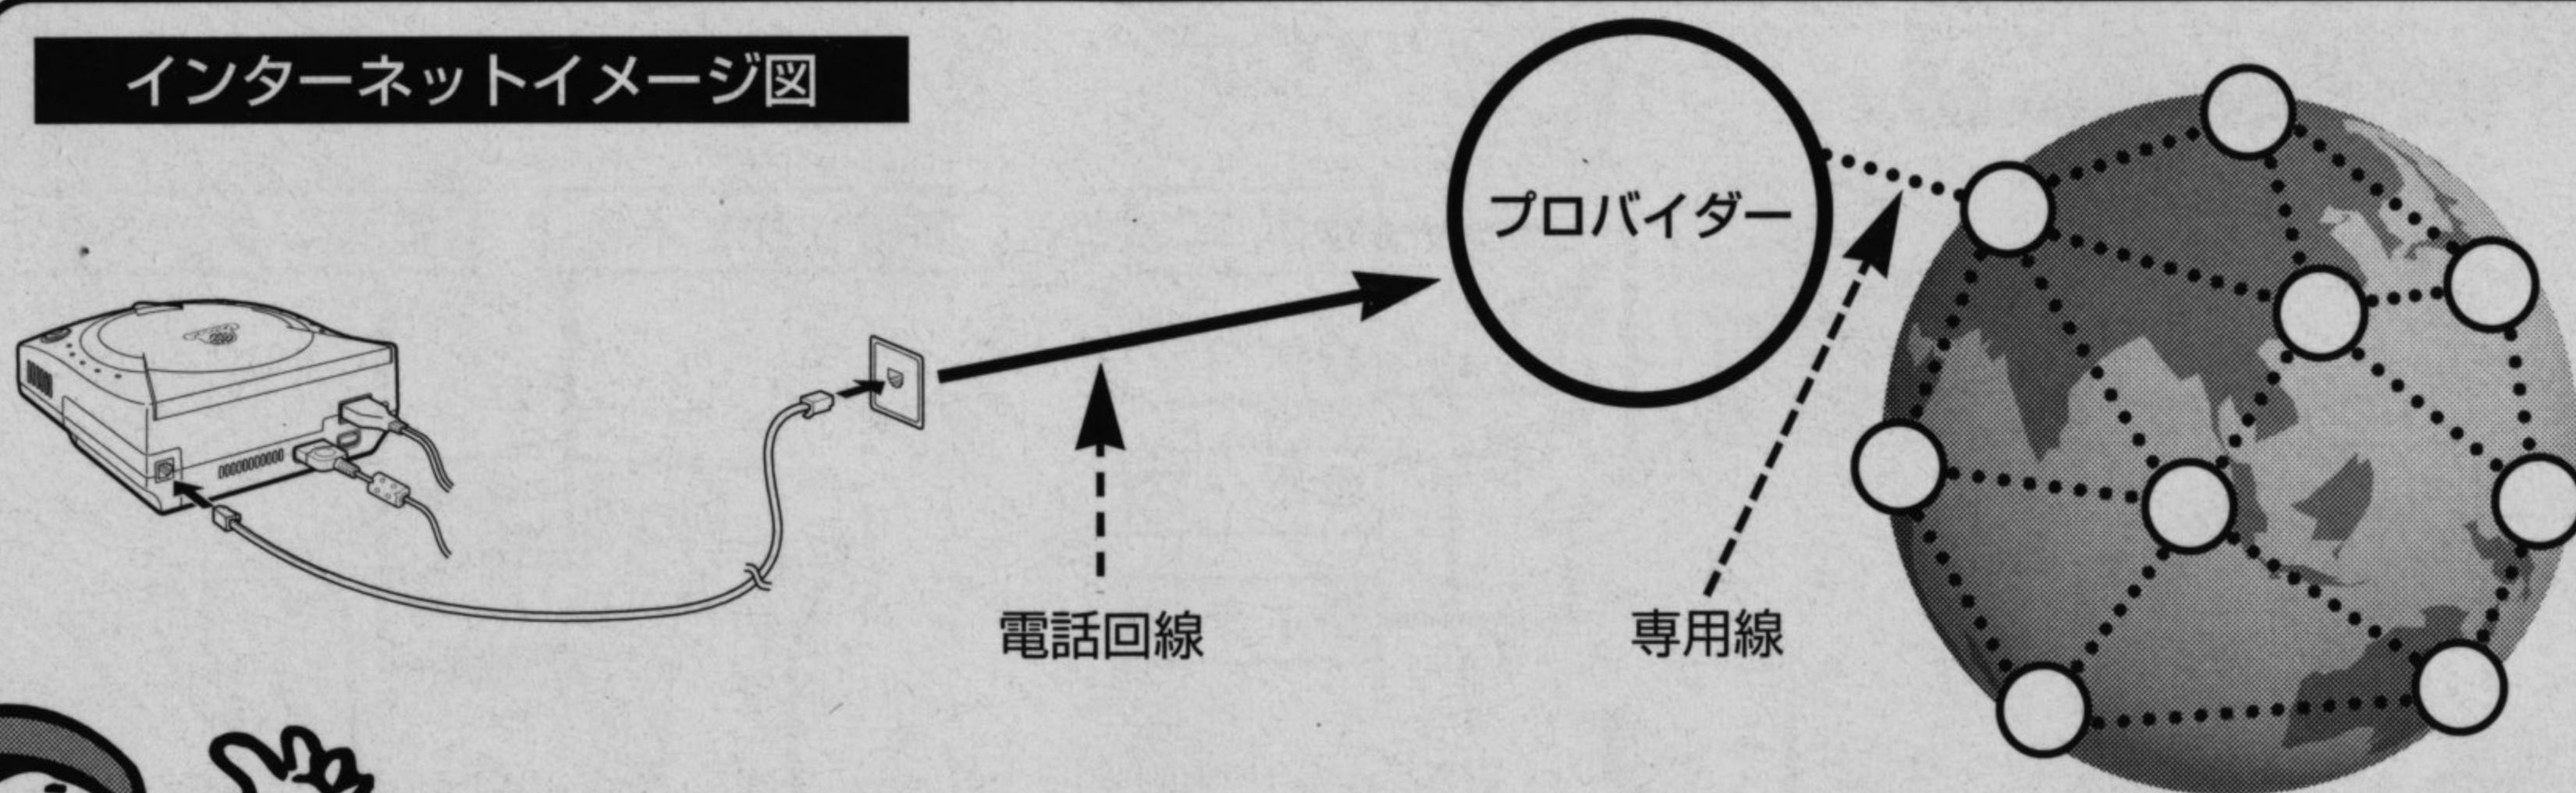 インターネットイメージ図
プロバイダー
電話回線
専用線